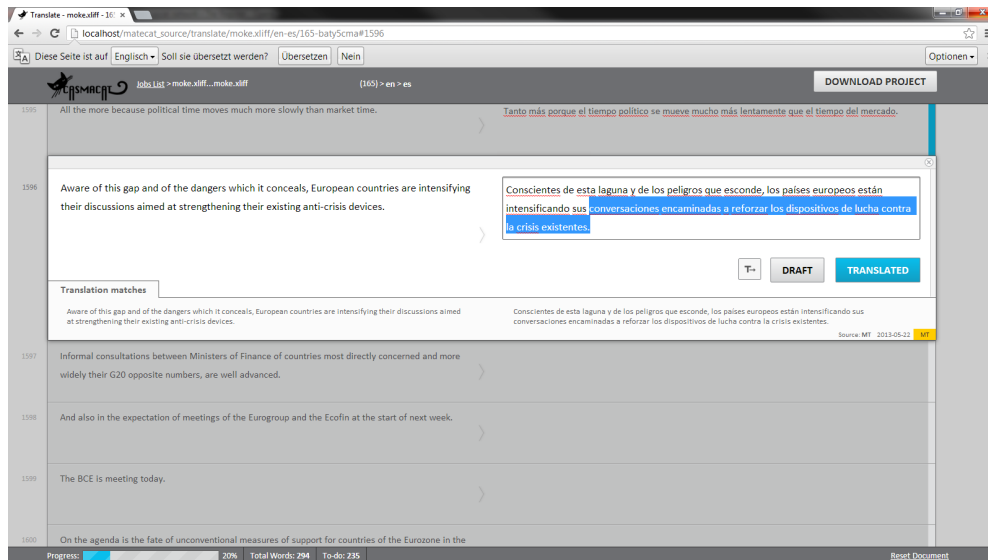 Translate - moke.xliff - 16
localhost/matecat_source/translate/moke.xliff/en-es/165-baty5cma#1596
Diese Seite ist auf Englisch Soll sie übersetzt werden? Übersetzen Nein Optionen
CASMACAT Jobs List > moke.xliff...moke.xliff (165) > en > es DOWNLOAD PROJECT
1595 All the more because political time moves much more slowly than market time. Tanto más porque el tiempo político se mueve mucho más lentamente que el tiempo del mercado.
1596 Aware of this gap and of the dangers which it conceals, European countries are intensifying
their discussions aimed at strengthening their existing anti-crisis devices.
Conscientes de esta laguna y de los peligros que esconde, los países europeos están
intensificando sus conversaciones encaminadas a reforzar los dispositivos de lucha contra
la crisis existentes.
T→ DRAFT TRANSLATED
Translation matches
Aware of this gap and of the dangers which it conceals, European countries are intensifying their discussions aimed
at strengthening their existing anti-crisis devices.
Conscientes de esta laguna y de los peligros que esconde, los países europeos están intensificando sus
conversaciones encaminadas a reforzar los dispositivos de lucha contra la crisis existentes.
Source: MT 2013-05-22 MT
1597 Informal consultations between Ministers of Finance of countries most directly concerned and more
widely their G20 opposite numbers, are well advanced.
1598 And also in the expectation of meetings of the Eurogroup and the Ecofin at the start of next week.
1599 The BCE is meeting today.
1600 On the agenda is the fate of unconventional measures of support for countries of the Eurozone in the
Progress: 20% Total Words: 294 To-do: 235 Reset Document